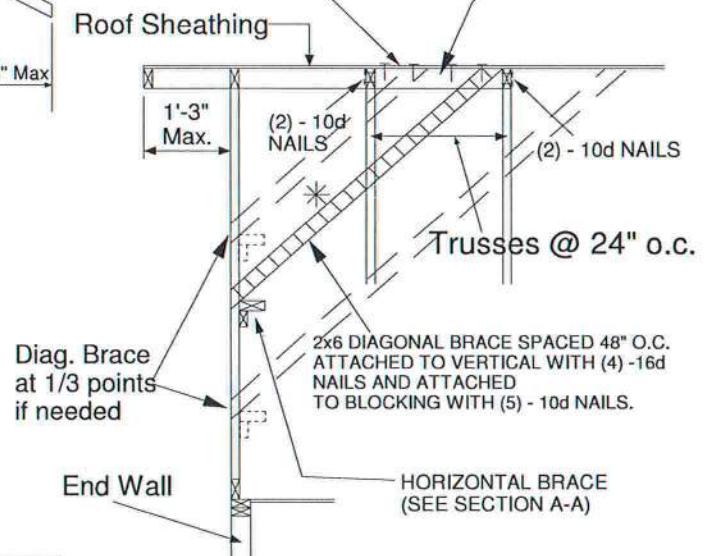 Roof Sheathing
" Max
1'-3"
Max.
(2) - 10d
NAILS
(2) - 10d NAILS
Trusses @ 24" o.c.
2x6 DIAGONAL BRACE SPACED 48" O.C.
ATTACHED TO VERTICAL WITH (4) -16d
NAILS AND ATTACHED
TO BLOCKING WITH (5) - 10d NAILS.
Diag. Brace
at 1/3 points
if needed
End Wall
HORIZONTAL BRACE
(SEE SECTION A-A)